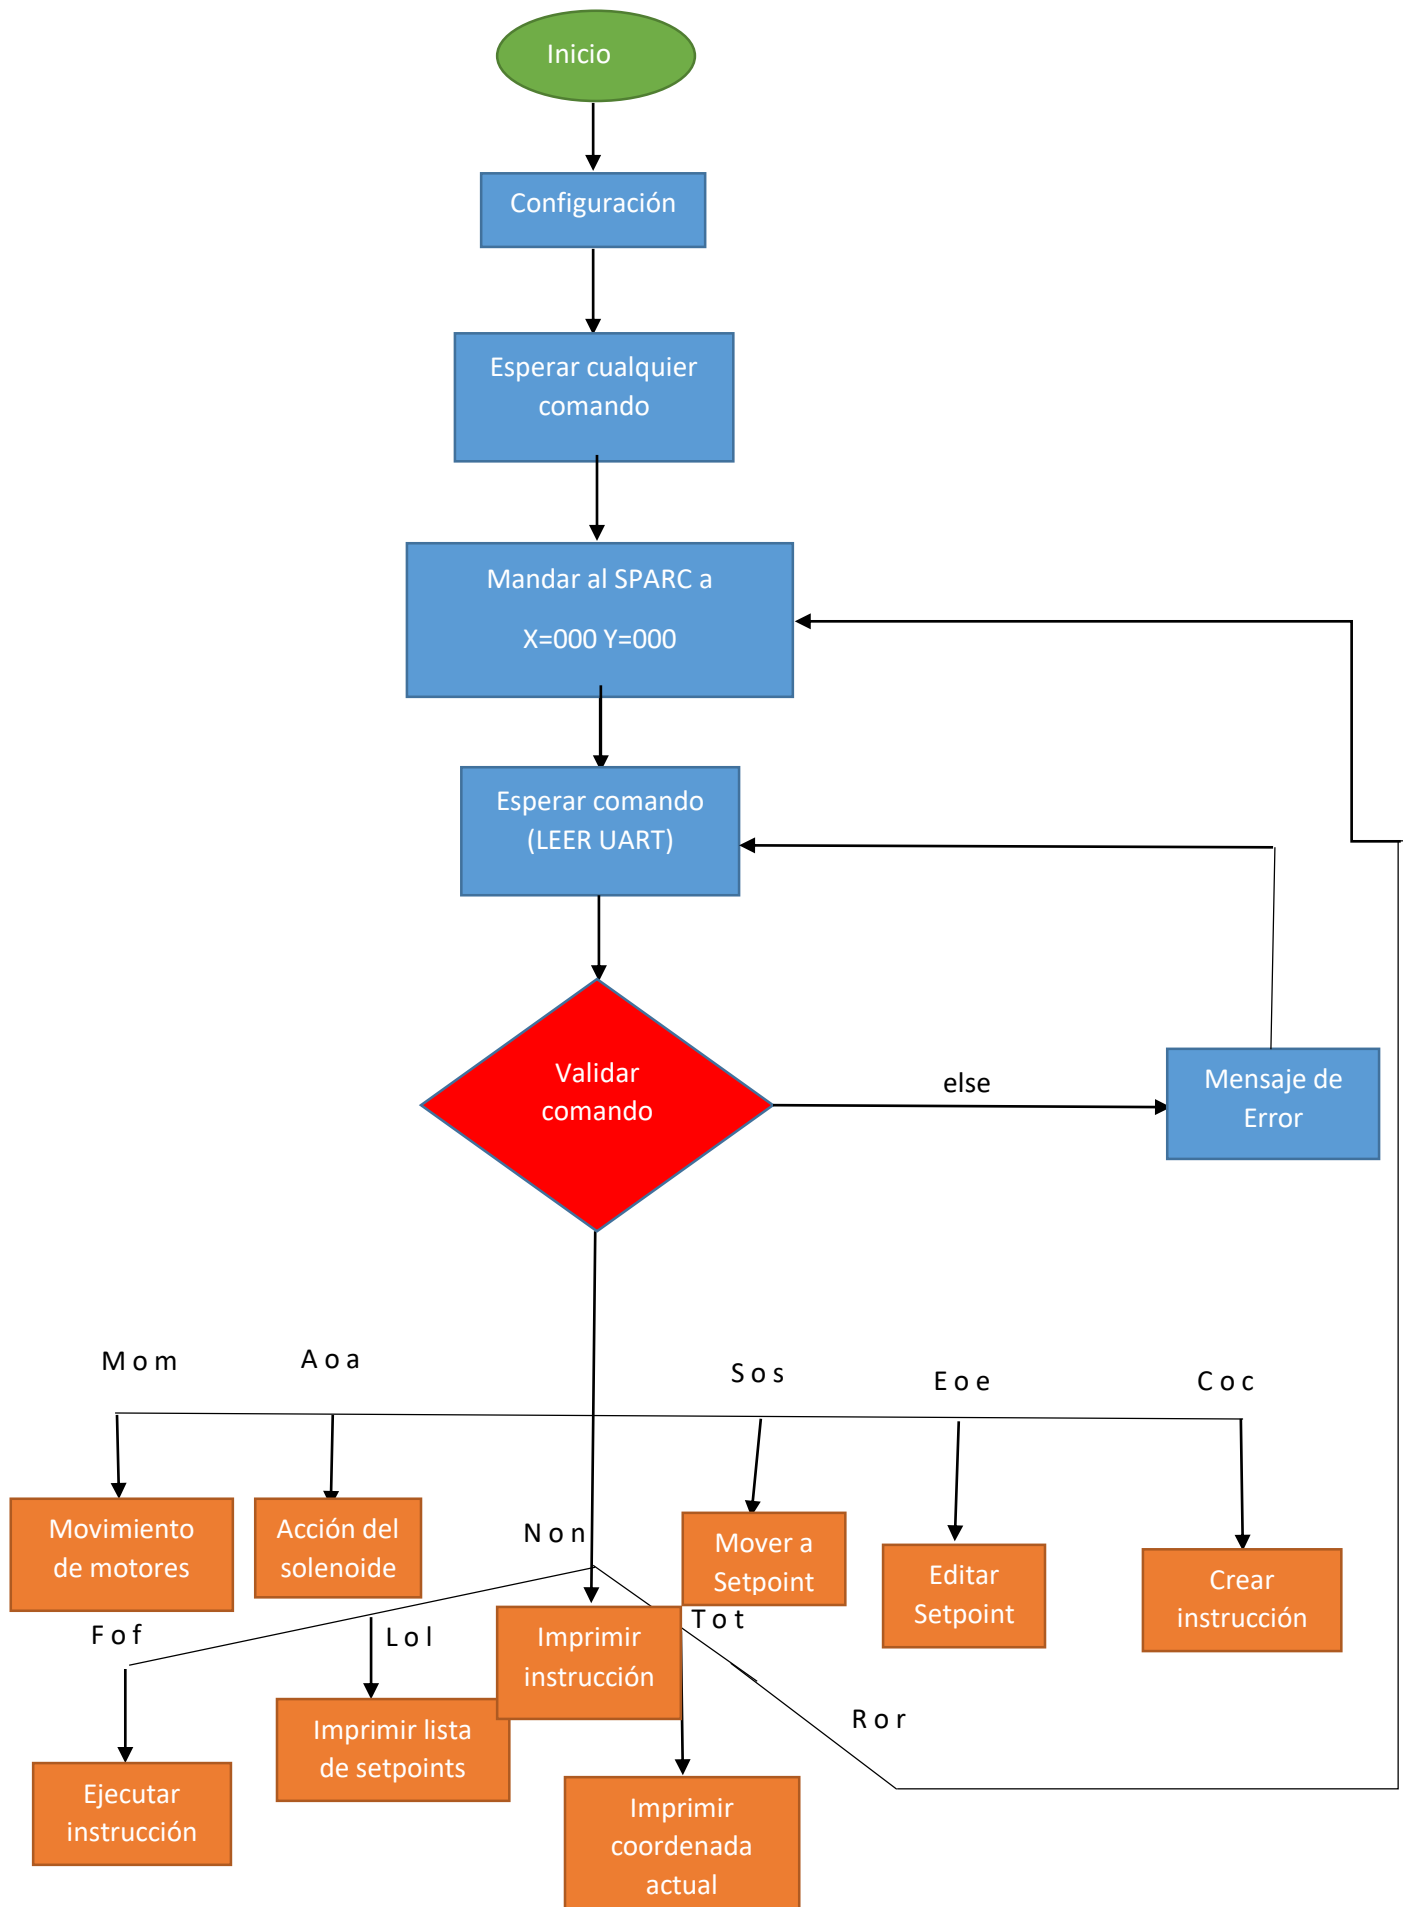 Inicio
Configuración
Esperar cualquier
comando
Mandar al SPARC a
X=000 Y=000
Esperar comando
(LEER UART)
Validar
comando
else
Mensaje de
Error
M o m
A o a
S o s
E o e
C o c
Movimiento
de motores
Acción del
solenoide
N o n
Mover a
Setpoint
Editar
Setpoint
Crear
instrucción
F o f
L o l
Imprimir
instrucción
T o t
R o r
Ejecutar
instrucción
Imprimir lista
de setpoints
Imprimir
coordenada
actual